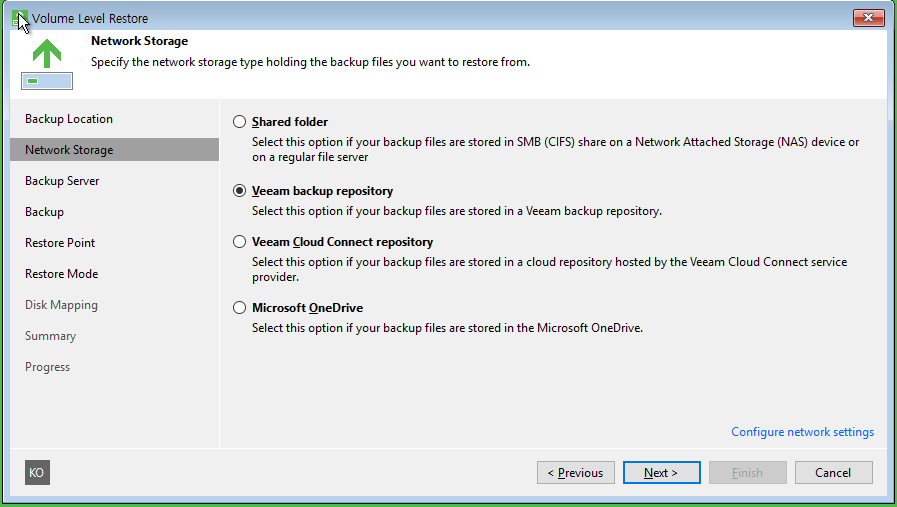 Volume Level Restore
Network Storage
Specify the network storage type holding the backup files you want to restore from.
Backup Location
Network Storage
Backup Server
Backup
Restore Point
Restore Mode
Disk Mapping
Summary
Progress
Shared folder
Select this option if your backup files are stored in SMB (CIFS) share on a Network Attached Storage (NAS) device or
on a regular file server
Veeam backup repository
Select this option if your backup files are stored in a Veeam backup repository.
Veeam Cloud Connect repository
Select this option if your backup files are stored in a cloud repository hosted by the Veeam Cloud Connect service
provider.
Microsoft OneDrive
Select this option if your backup files are stored in the Microsoft OneDrive.
Configure network settings
KO
< Previous
Next >
Finish
Cancel